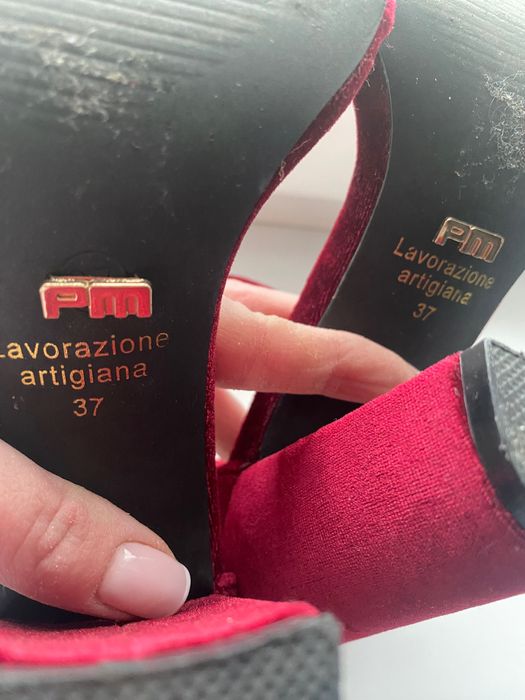 PM
Lavorazione
artigiana
37
PM
Lavorazione
artigiana
37